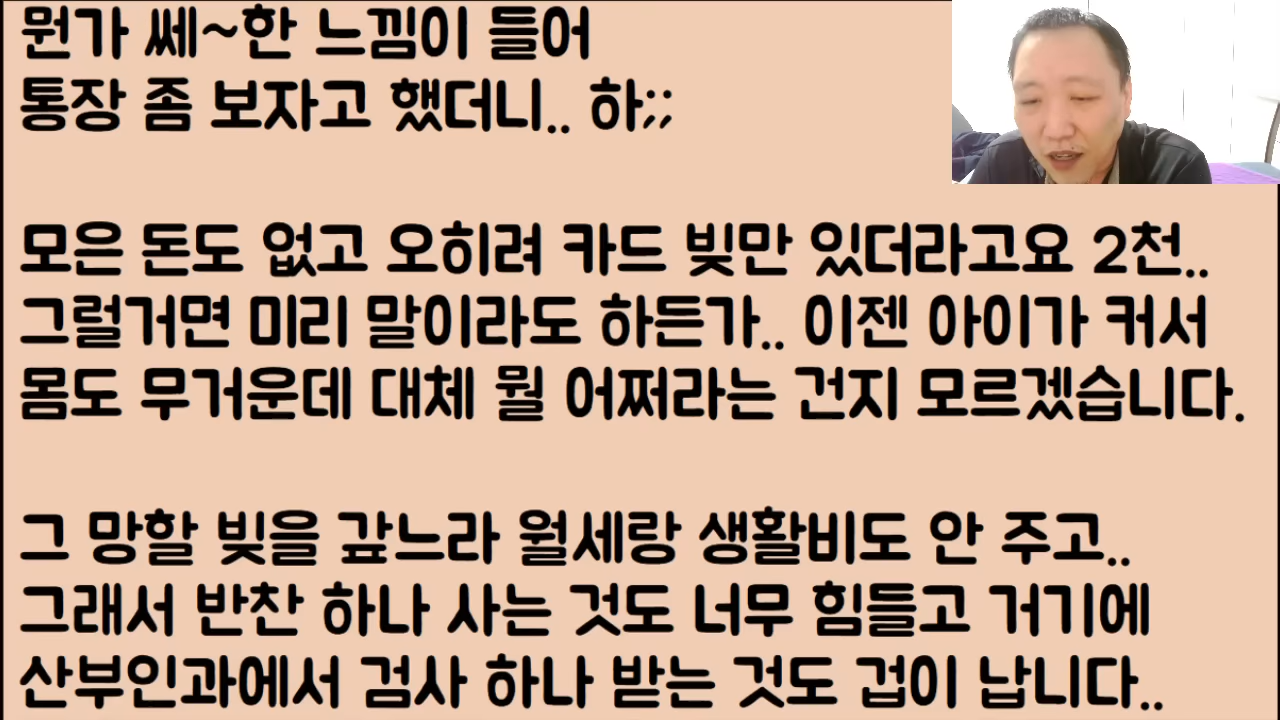 뭔가 쎄~한 느낌이 들어
통장 좀 보자고 했더니.. 하;;
모은 돈도 없고 오히려 카드 빚만 있더라고요 2천..
그럴거면 미리 말이라도 하든가.. 이젠 아이가 커서
몸도 무거운데 대체 뭘 어쩌라는 건지 모르겠습니다.
그 망할 빚을 갚느라 월세랑 생활비도 안 주고..
그래서 반찬 하나 사는 것도 너무 힘들고 거기에
산부인과에서 검사 하나 받는 것도 겁이 납니다..